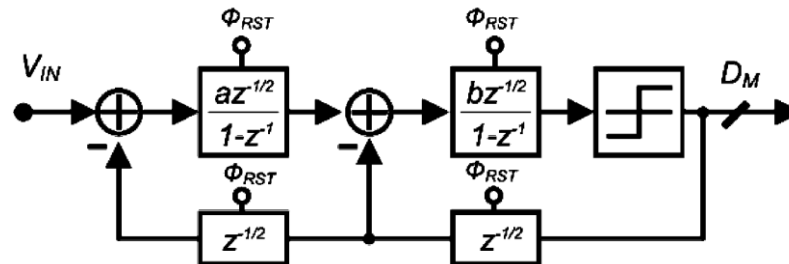 Φ_RST
Φ_RST
V_IN
az^-1/2
1-z^-1
bz^-1/2
1-z^-1
D_M
Φ_RST
Φ_RST
z^-1/2
z^-1/2